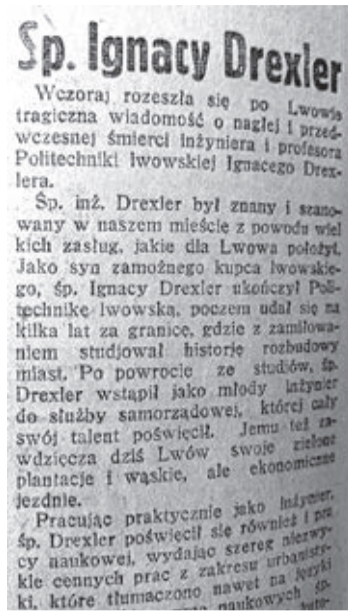 Śp. Ignacy Drexler
Wczoraj rozeszła się po Lwowie
tragiczna wiadomość o nagłej i przed-
wczesnej śmierci inżyniera i profesora
Politechniki lwowskiej Ignacego Drex-
lera.
Śp. inż. Drexler był znany i szano-
wany w naszem mieście z powodu wiel
kich zasług, jakie dla Lwowa położył.
Jako syn zamożnego kupca lwowskie-
go, śp. Ignacy Drexler ukończył Poli-
technikę lwowską, poczem udał się na
kilka lat za granicę, gdzie z zamiłowa-
niem studjował historję rozbudowy
miast. Po powrocie ze studiów, śp.
Drexler wstąpił jako młody inżynier
do służby samorządowej, której cały
swój talent poświęcił. Jemu też za-
wdzięcza dziś Lwów swoje zielone
plantacje i wąskie, ale ekonomiczne
jezdnie.
Pracując praktycznie jako inżynier,
śp. Drexler poświęcił się również i pra
cy naukowej, wydając szereg niezwy-
kle cennych prac z zakresu urbanisty-
ki, które tłumaczono nawet na języki
naukowych śp.